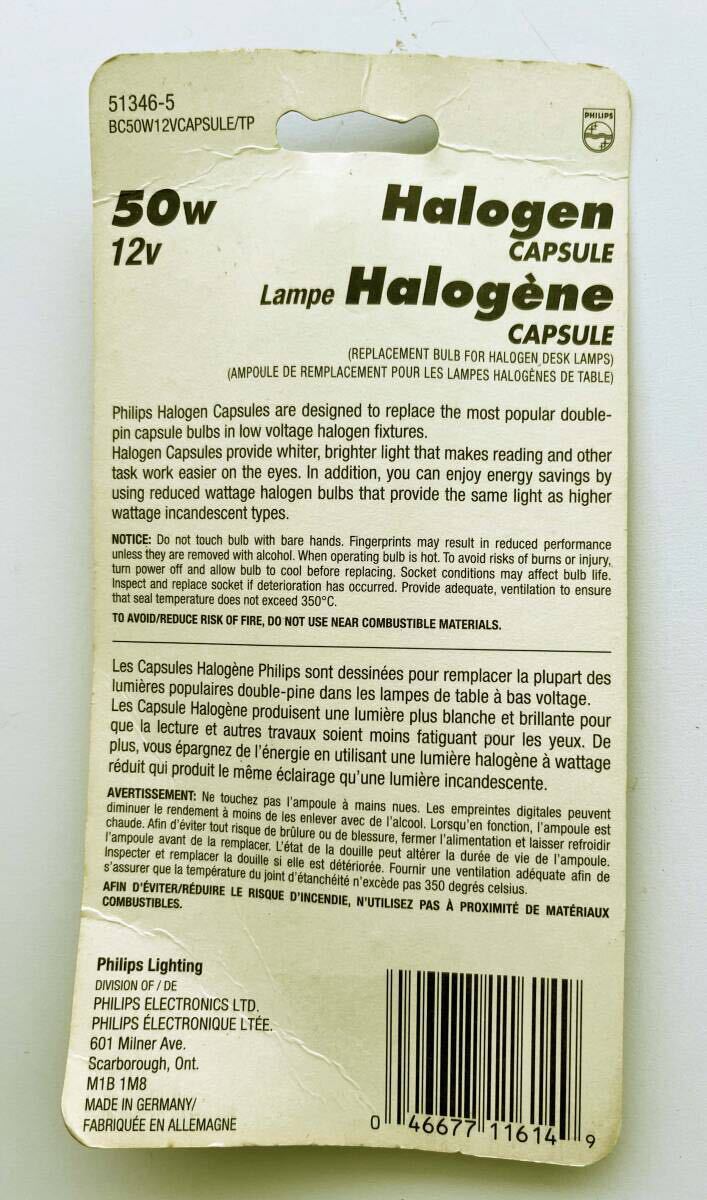 51346-5
BC50W12VCAPSULE/TP
PHILIPS
50W
12V
Halogen
CAPSULE
Lampe Halogène
CAPSULE
(REPLACEMENT BULB FOR HALOGEN DESK LAMPS)
(AMPOULE DE REMPLACEMENT POUR LES LAMPES HALOGÈNES DE TABLE)
Philips Halogen Capsules are designed to replace the most popular double-
pin capsule bulbs in low voltage halogen fixtures.
Halogen Capsules provide whiter, brighter light that makes reading and other
task work easier on the eyes. In addition, you can enjoy energy savings by
using reduced wattage halogen bulbs that provide the same light as higher
wattage incandescent types.
NOTICE: Do not touch bulb with bare hands. Fingerprints may result in reduced performance
unless they are removed with alcohol. When operating bulb is hot. To avoid risks of burns or injury,
turn power off and allow bulb to cool before replacing. Socket conditions may affect bulb life.
Inspect and replace socket if deterioration has occurred. Provide adequate, ventilation to ensure
that seal temperature does not exceed 350°C.
TO AVOID/REDUCE RISK OF FIRE, DO NOT USE NEAR COMBUSTIBLE MATERIALS.
Les Capsules Halogène Philips sont dessinées pour remplacer la plupart des
lumières populaires double-pine dans les lampes de table à bas voltage.
Les Capsule Halogène produisent une lumière plus blanche et brillante pour
que la lecture et autres travaux soient moins fatiguant pour les yeux. De
plus, vous épargnez de l'énergie en utilisant une lumière halogène à wattage
réduit qui produit le même éclairage qu'une lumière incandescente.
AVERTISSEMENT: Ne touchez pas l'ampoule à mains nues. Les empreintes digitales peuvent
diminuer le rendement à moins de les enlever avec de l'alcool. Lorsqu'en fonction, l'ampoule est
chaude. Afin d'éviter tout risque de brûlure ou de blessure, fermer l'alimentation et laisser refroidir
l'ampoule avant de la remplacer. L'état de la douille peut altérer la durée de vie de l'ampoule.
Inspecter et remplacer la douille si elle est détériorée. Fournir une ventilation adéquate afin de
s'assurer que la température du joint d'étanchéité n'excède pas 350 degrés celsius.
AFIN D'ÉVITER/RÉDUIRE LE RISQUE D'INCENDIE, N'UTILISEZ PAS À PROXIMITÉ DE MATÉRIAUX
COMBUSTIBLES.
Philips Lighting
DIVISION OF / DE
PHILIPS ELECTRONICS LTD.
PHILIPS ÉLECTRONIQUE LTÉE.
601 Milner Ave.
Scarborough, Ont.
M1B 1M8
MADE IN GERMANY/
FABRIQUÉE EN ALLEMAGNE
0 46677 11614 9